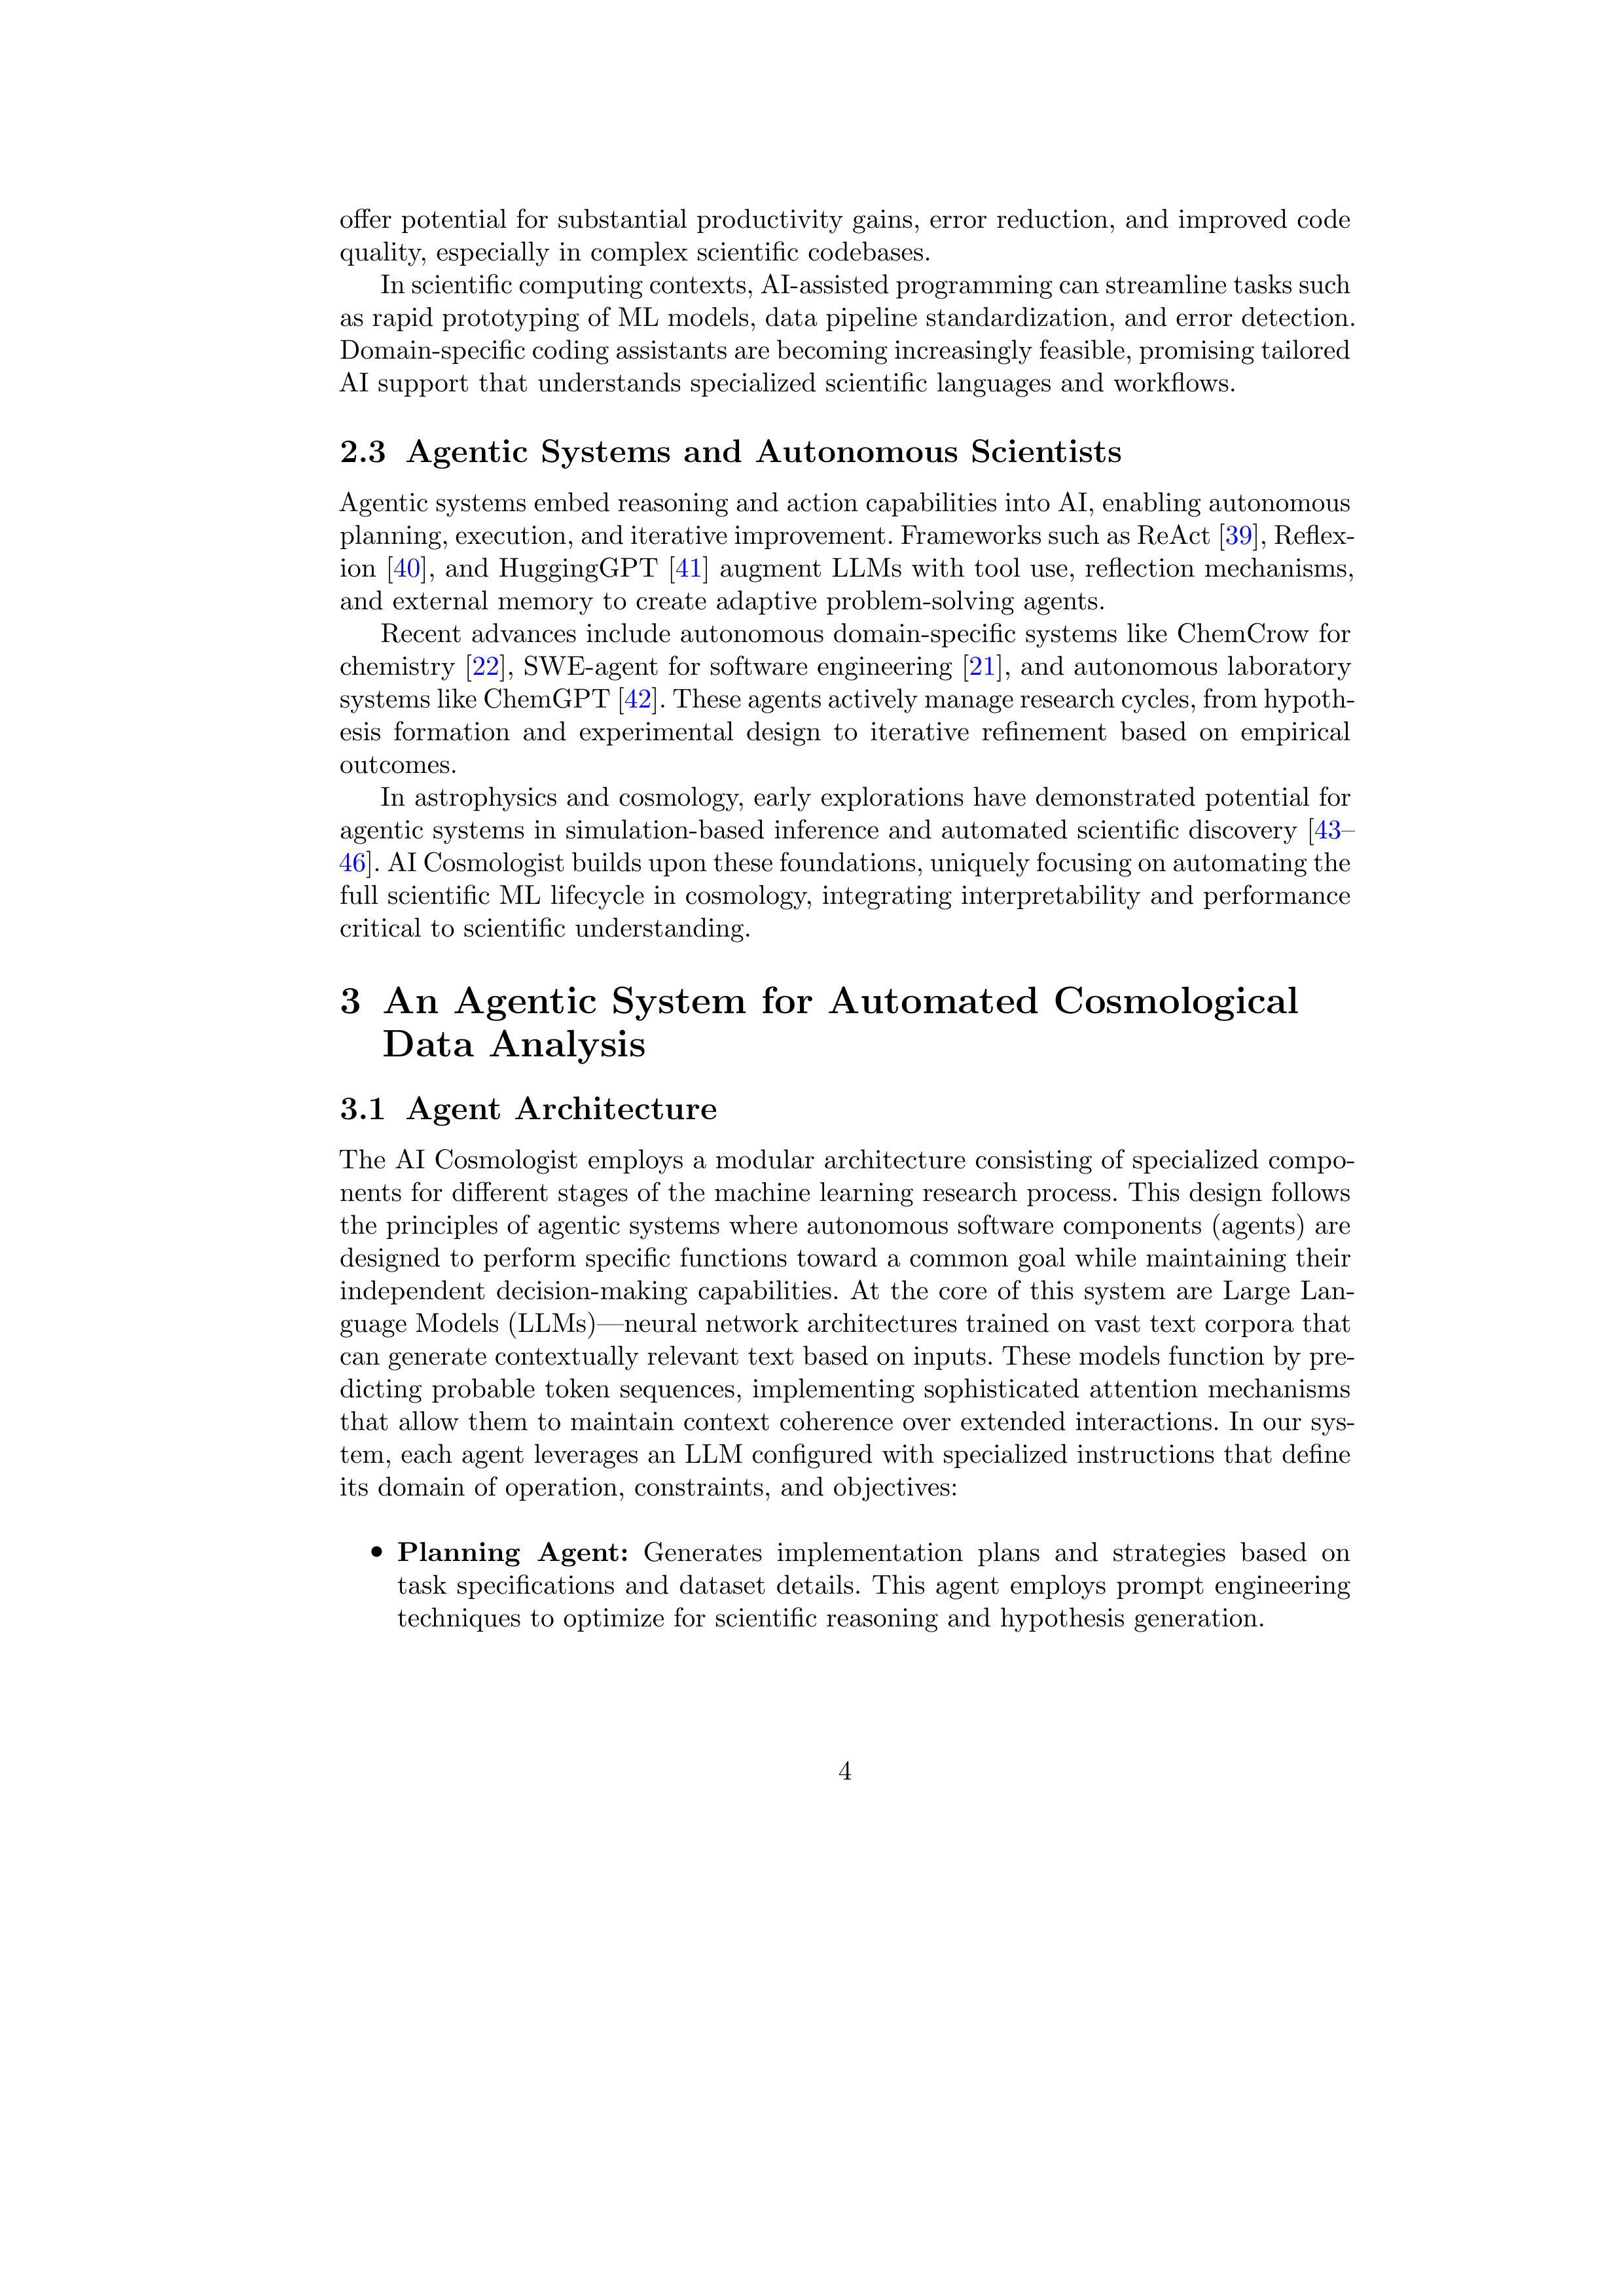 offer potential for substantial productivity gains, error reduction, and improved code
quality, especially in complex scientific codebases.
In scientific computing contexts, AI-assisted programming can streamline tasks such
as rapid prototyping of ML models, data pipeline standardization, and error detection.
Domain-specific coding assistants are becoming increasingly feasible, promising tailored
AI support that understands specialized scientific languages and workflows.
2.3 Agentic Systems and Autonomous Scientists
Agentic systems embed reasoning and action capabilities into AI, enabling autonomous
planning, execution, and iterative improvement. Frameworks such as ReAct [39], Reflex-
ion [40], and HuggingGPT [41] augment LLMs with tool use, reflection mechanisms,
and external memory to create adaptive problem-solving agents.
Recent advances include autonomous domain-specific systems like ChemCrow for
chemistry [22], SWE-agent for software engineering [21], and autonomous laboratory
systems like ChemGPT [42]. These agents actively manage research cycles, from hypoth-
esis formation and experimental design to iterative refinement based on empirical
outcomes.
In astrophysics and cosmology, early explorations have demonstrated potential for
agentic systems in simulation-based inference and automated scientific discovery [43–
46]. AI Cosmologist builds upon these foundations, uniquely focusing on automating the
full scientific ML lifecycle in cosmology, integrating interpretability and performance
critical to scientific understanding.
3 An Agentic System for Automated Cosmological
Data Analysis
3.1 Agent Architecture
The AI Cosmologist employs a modular architecture consisting of specialized compo-
nents for different stages of the machine learning research process. This design follows
the principles of agentic systems where autonomous software components (agents) are
designed to perform specific functions toward a common goal while maintaining their
independent decision-making capabilities. At the core of this system are Large Lan-
guage Models (LLMs)—neural network architectures trained on vast text corpora that
can generate contextually relevant text based on inputs. These models function by pre-
dicting probable token sequences, implementing sophisticated attention mechanisms
that allow them to maintain context coherence over extended interactions. In our sys-
tem, each agent leverages an LLM configured with specialized instructions that define
its domain of operation, constraints, and objectives:
• Planning Agent: Generates implementation plans and strategies based on
task specifications and dataset details. This agent employs prompt engineering
techniques to optimize for scientific reasoning and hypothesis generation.
4